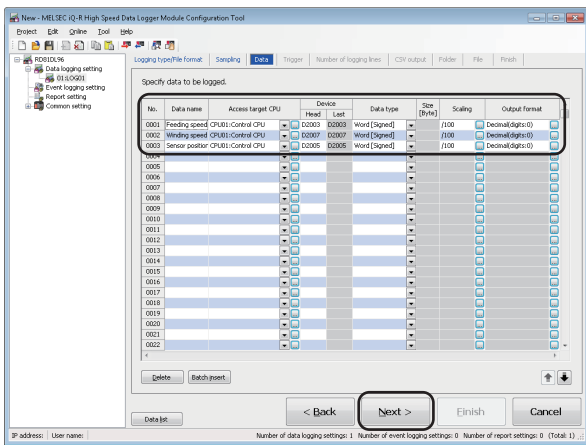 New - MELSEC iQ-R High Speed Data Logger Module Configuration Tool
Project Edit Online Tool Help
RD81DL96
Data logging setting
01:LOG01
Event logging setting
Report setting
Common setting
Logging type/File format Sampling Data Trigger Number of logging lines CSV output Folder File Finish
Specify data to be logged.
No. Data name Access target CPU Device Data type Size [Byte] Scaling Output format
Head Last
0001 Feeding speed CPU01:Control CPU D2003 D2003 Word [Signed] /100 Decimal(digits:0)
0002 Winding speed CPU01:Control CPU D2007 D2007 Word [Signed] /100 Decimal(digits:0)
0003 Sensor position CPU01:Control CPU D2005 D2005 Word [Signed] /100 Decimal(digits:0)
0004
0005
0006
0007
0008
0009
0010
0011
0012
0013
0014
0015
0016
0017
0018
0019
0020
0021
0022
Delete Batch insert
Data list < Back Next > Finish Cancel
IP address: User name: Number of data logging settings: 1 Number of event logging settings: 0 Number of report settings: 0 (Total: 1)